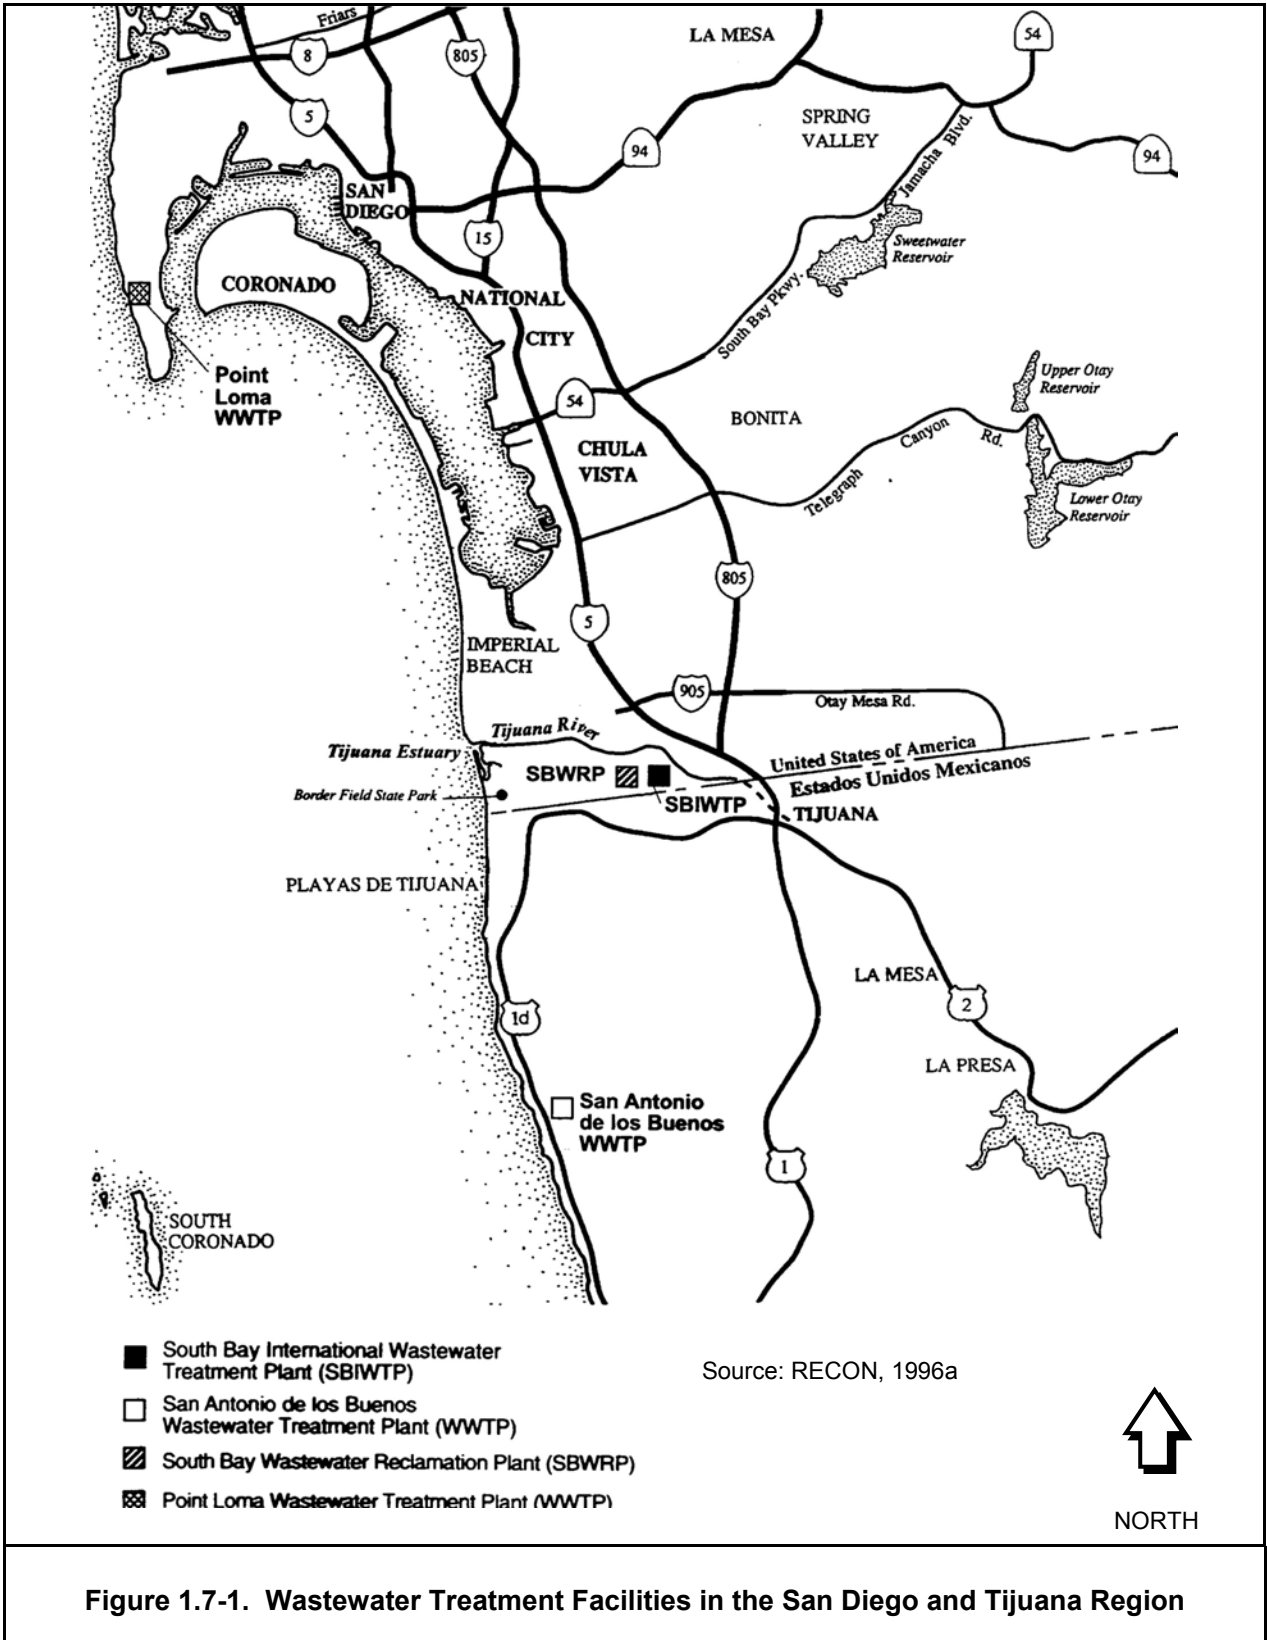 Friars
LA MESA
54
8
805
5
SPRING
VALLEY
94
Jamacha Blvd.
94
SAN
DIEGO
15
Sweetwater
Reservoir
CORONADO
NATIONAL
CITY
South Bay Pkwy.
Point
Loma
WWTP
Upper Otay
Reservoir
54
BONITA
Canyon
Rd.
CHULA
VISTA
Telegraph
Lower Otay
Reservoir
805
5
IMPERIAL
BEACH
905
Otay Mesa Rd.
Tijuana River
Tijuana Estuary
United States of America
Estados Unidos Mexicanos
SBWRP
Border Field State Park
SBIWTP
TIJUANA
PLAYAS DE TIJUANA
LA MESA
2
1d
LA PRESA
San Antonio
de los Buenos
WWTP
1
SOUTH
CORONADO
South Bay International Wastewater
Treatment Plant (SBIWTP)
Source: RECON, 1996a
San Antonio de los Buenos
Wastewater Treatment Plant (WWTP)
South Bay Wastewater Reclamation Plant (SBWRP)
Point Loma Wastewater Treatment Plant (WWTP)
NORTH
Figure 1.7-1. Wastewater Treatment Facilities in the San Diego and Tijuana Region